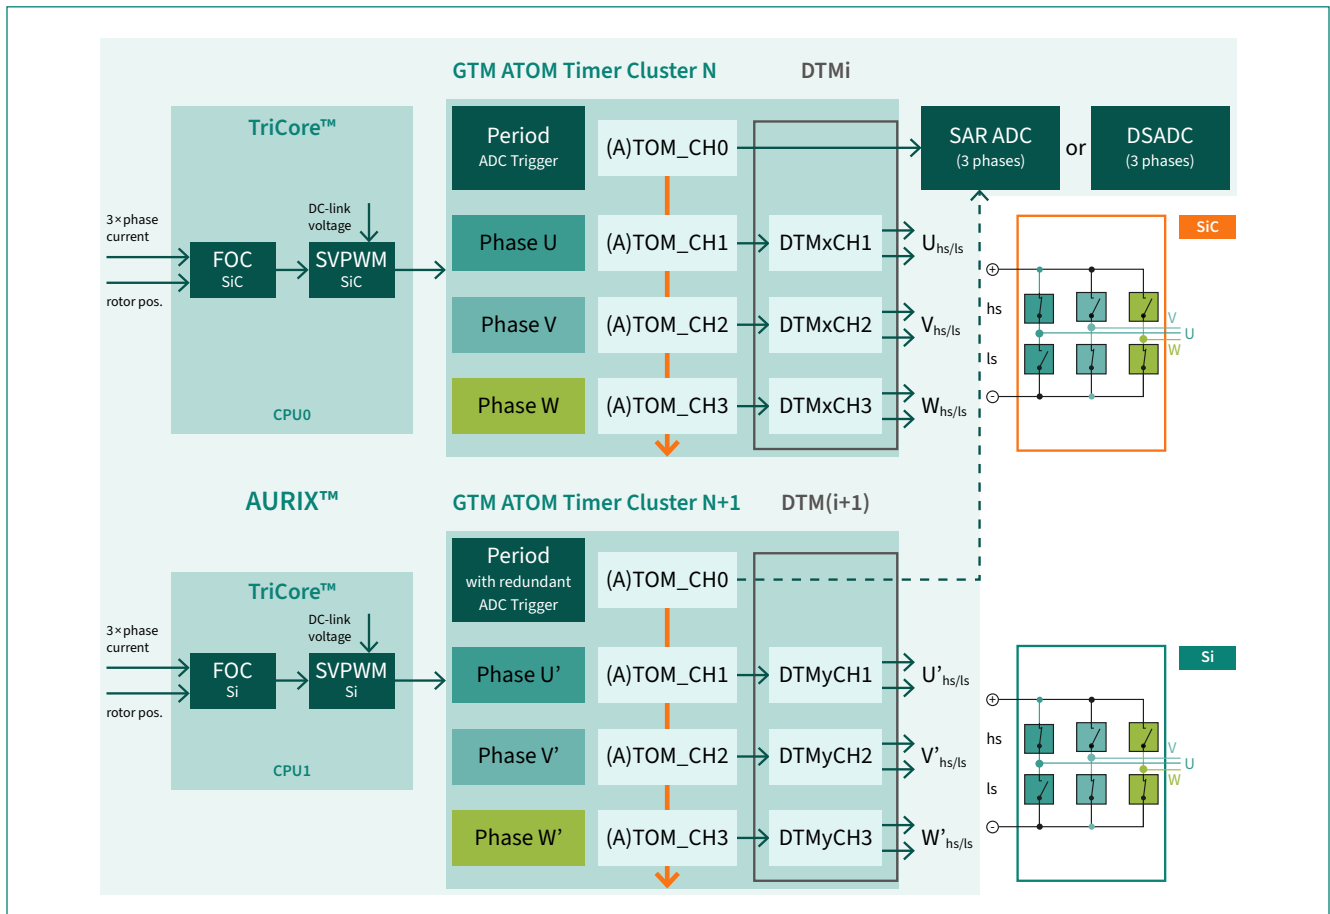 GTM ATOM Timer Cluster N
DTMi
TriCore™
3×phase
current
rotor pos.
DC-link
voltage
FOC
SiC
SVPWM
SiC
CPU0
Period
ADC Trigger
(A)TOM_CH0
SAR ADC
(3 phases)
or
DSADC
(3 phases)
Phase U
(A)TOM_CH1
DTMxCH1
Uhs/ls
Phase V
(A)TOM_CH2
DTMxCH2
Vhs/ls
Phase W
(A)TOM_CH3
DTMxCH3
Whs/ls
SiC
+
hs
ls
-
V
U
W
AURIX™
GTM ATOM Timer Cluster N+1
DTM(i+1)
TriCore™
3×phase
current
rotor pos.
DC-link
voltage
FOC
Si
SVPWM
Si
CPU1
Period
with redundant
ADC Trigger
(A)TOM_CH0
Phase U’
(A)TOM_CH1
DTMyCH1
U’hs/ls
Phase V’
(A)TOM_CH2
DTMyCH2
V’hs/ls
Phase W’
(A)TOM_CH3
DTMyCH3
W’hs/ls
Si
+
hs
ls
-
V
U
W